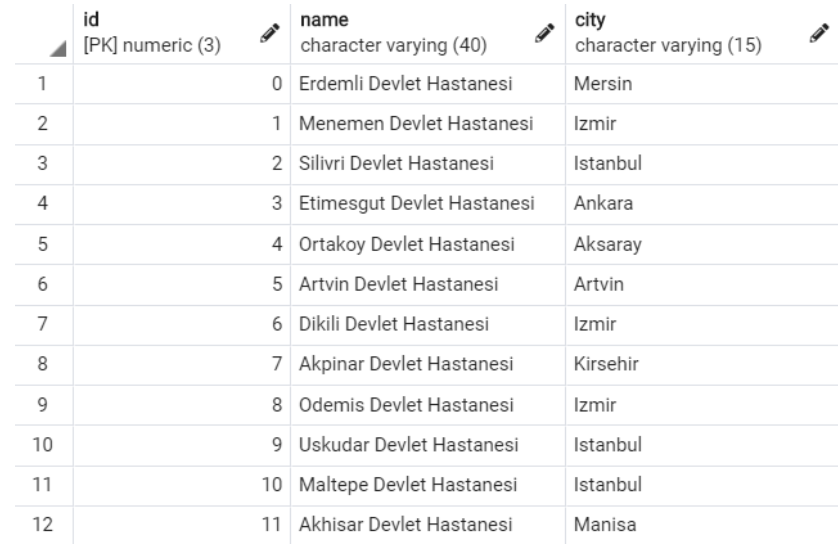 id name city
[PK] numeric (3) character varying (40) character varying (15)
1 0 Erdemli Devlet Hastanesi Mersin
2 1 Menemen Devlet Hastanesi Izmir
3 2 Silivri Devlet Hastanesi Istanbul
4 3 Etimesgut Devlet Hastanesi Ankara
5 4 Ortakoy Devlet Hastanesi Aksaray
6 5 Artvin Devlet Hastanesi Artvin
7 6 Dikili Devlet Hastanesi Izmir
8 7 Akpinar Devlet Hastanesi Kirsehir
9 8 Odemis Devlet Hastanesi Izmir
10 9 Uskudar Devlet Hastanesi Istanbul
11 10 Maltepe Devlet Hastanesi Istanbul
12 11 Akhisar Devlet Hastanesi Manisa